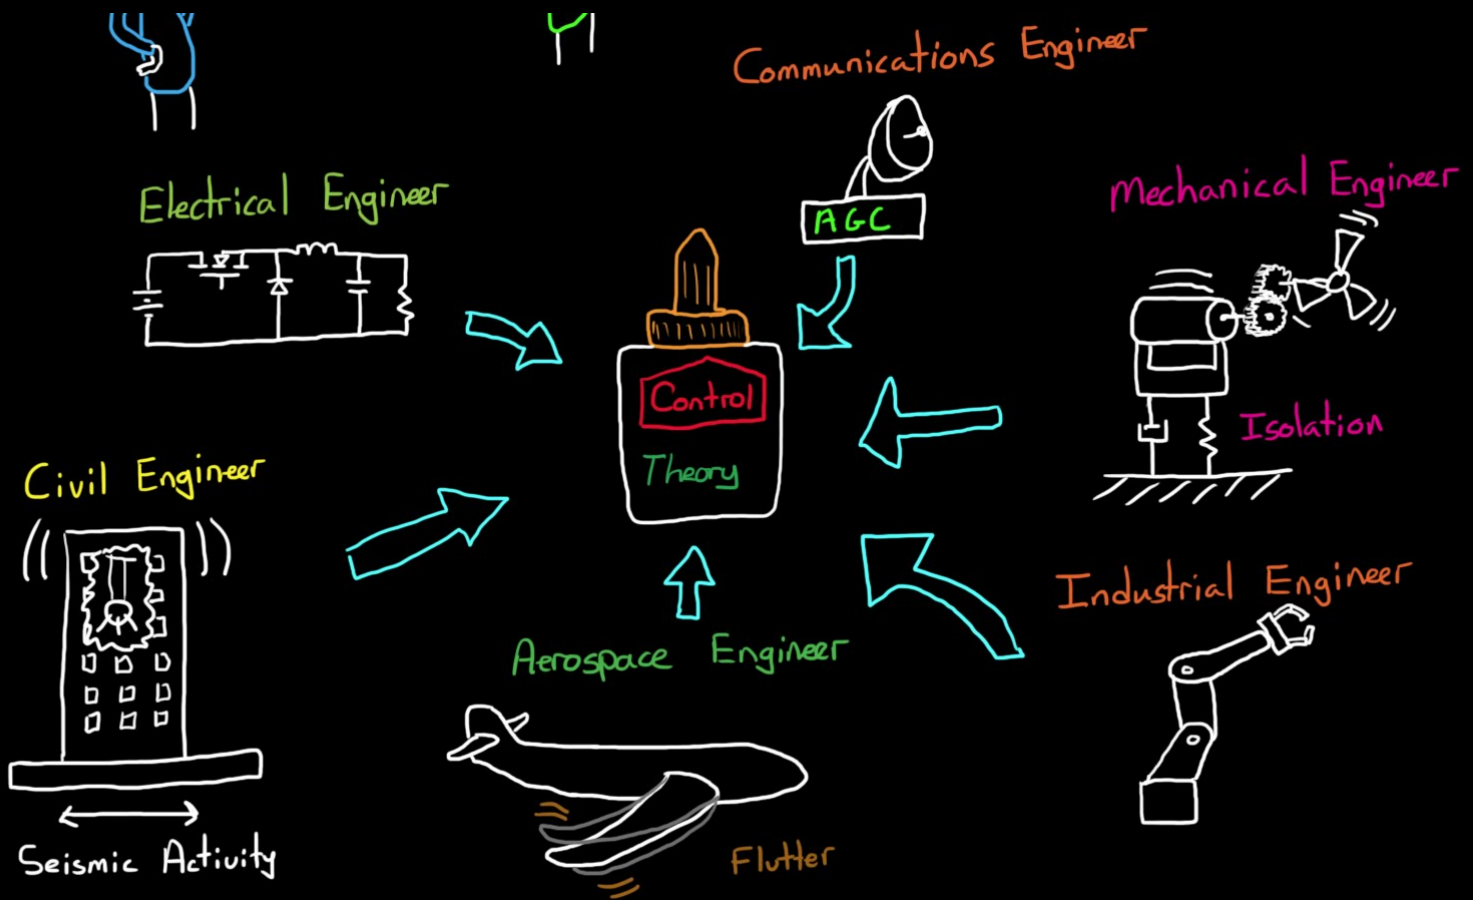 Communications Engineer
AGC
Electrical Engineer
Mechanical Engineer
Isolation
Control
Theory
Civil Engineer
Seismic Activity
Aerospace Engineer
Flutter
Industrial Engineer